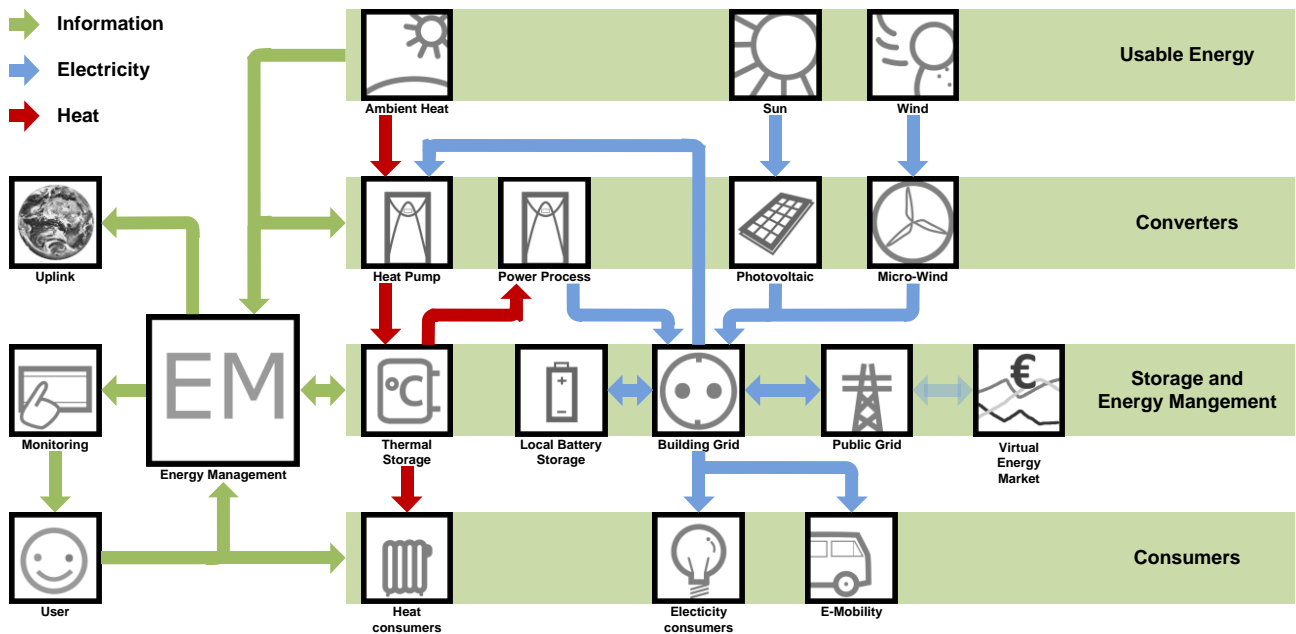 Information
Electricity
Heat
Usable Energy
Ambient Heat
Sun
Wind
Converters
Uplink
Heat Pump
Power Process
Photovoltaic
Micro-Wind
EM
°C
€
+
−
Storage and
Energy Mangement
Monitoring
Energy Management
Thermal
Storage
Local Battery
Storage
Building Grid
Public Grid
Virtual
Energy
Market
Consumers
User
Heat
consumers
Electicity
consumers
E-Mobility